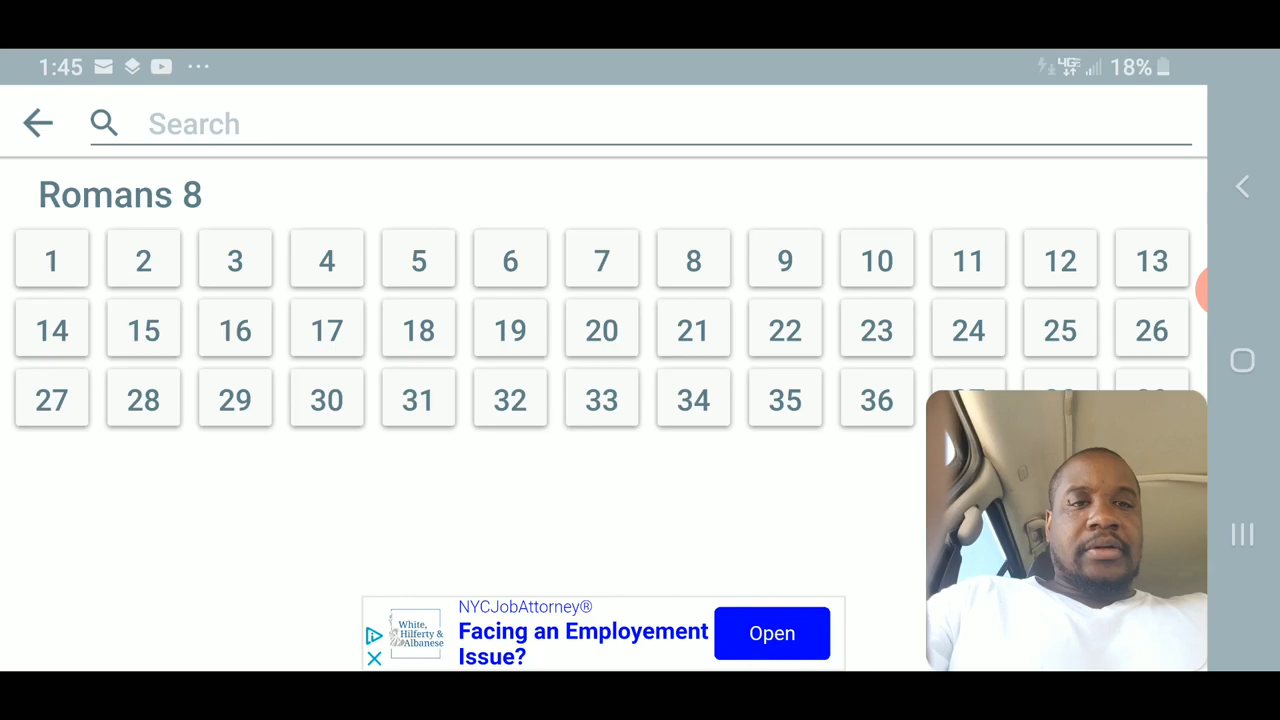 1:45 ... 4GE 18%
Search
Romans 8
1 2 3 4 5 6 7 8 9 10 11 12 13
14 15 16 17 18 19 20 21 22 23 24 25 26
27 28 29 30 31 32 33 34 35 36
NYCJobAttorney®
White,
Hilferty &
Albanese
Facing an Employement
Issue?
Open